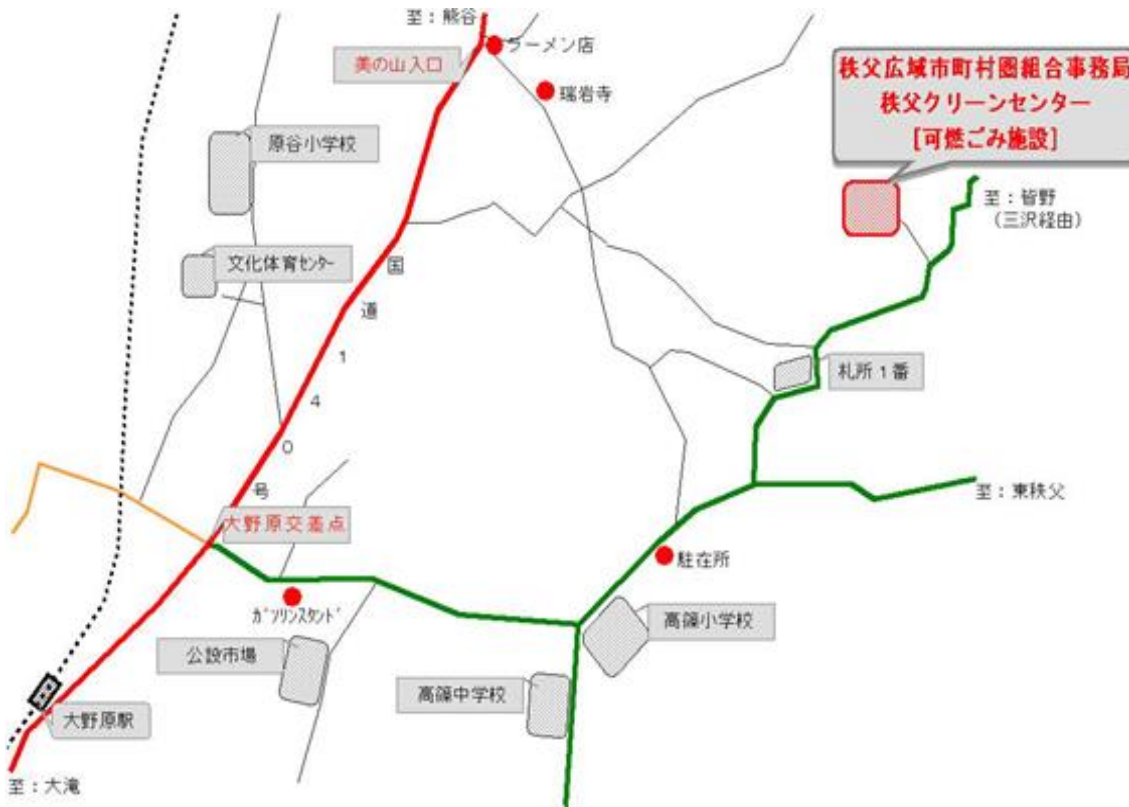 至：熊谷
ラーメン店
美の山入口
瑞岩寺
秩父広域市町村圏組合事務局
秩父クリーンセンター
［可燃ごみ施設］
原谷小学校
至：皆野
（三沢経由）
文化体育センター
国
道
1
4
0
号
札所１番
至：東秩父
大野原交差点
駐在所
ｶﾞソリンスタンﾄﾞ
高篠小学校
公設市場
高篠中学校
大野原駅
至：大滝